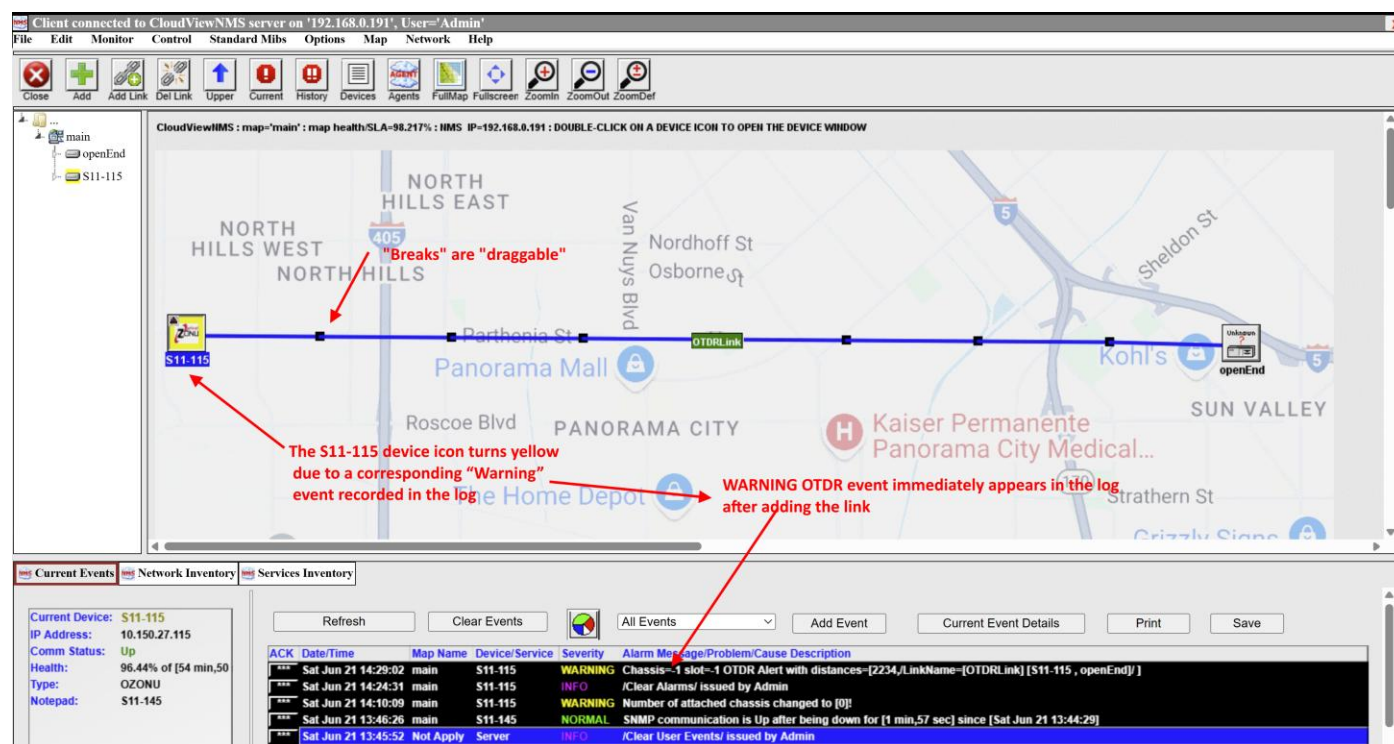 Client connected to CloudViewNMS server on '192.168.0.191', User='Admin'
File Edit Monitor Control Standard Mibs Options Map Network Help
Close Add Add Link Del Link Upper Current History Devices Agents FullMap Fullscreen ZoomIn ZoomOut ZoomDef
...
main
openEnd
S11-115
CloudViewNMS : map='main' : map health/SLA=98.217% : NMS IP=192.168.0.191 : DOUBLE-CLICK ON A DEVICE ICON TO OPEN THE DEVICE WINDOW
NORTH
HILLS EAST
NORTH
HILLS WEST
405
"Breaks" are "draggable"
NORTH HILLS
Van Nuys Blvd
Nordhoff St
Osborne St
5
Sheldon St
ZONU
S11-115
Parthenia St
OTDRLink
Unknown
?
openEnd
Kohl's
5
Panorama Mall
SUN VALLEY
Roscoe Blvd
PANORAMA CITY
H
Kaiser Permanente
Panorama City Medical...
The S11-115 device icon turns yellow
due to a corresponding “Warning”
event recorded in the log
The Home Depot
WARNING OTDR event immediately appears in the log
after adding the link
170
Strathern St
Grizzly Signs
Current Events Network Inventory Services Inventory
Current Device: S11-115
IP Address: 10.150.27.115
Comm Status: Up
Health: 96.44% of [54 min,50
Type: OZONU
Notepad: S11-145
Refresh Clear Events All Events Add Event Current Event Details Print Save
ACK Date/Time Map Name Device/Service Severity Alarm Message/Problem/Cause Description
*** Sat Jun 21 14:29:02 main S11-115 WARNING Chassis=-1 slot=-1 OTDR Alert with distances=[2234,/LinkName=[OTDRLink] [S11-115 , openEnd]/ ]
*** Sat Jun 21 14:24:31 main S11-115 INFO /Clear Alarms/ issued by Admin
*** Sat Jun 21 14:10:09 main S11-115 WARNING Number of attached chassis changed to [0]!
*** Sat Jun 21 13:46:26 main S11-145 NORMAL SNMP communication is Up after being down for [1 min,57 sec] since [Sat Jun 21 13:44:29]
*** Sat Jun 21 13:45:52 Not Apply Server INFO /Clear User Events/ issued by Admin